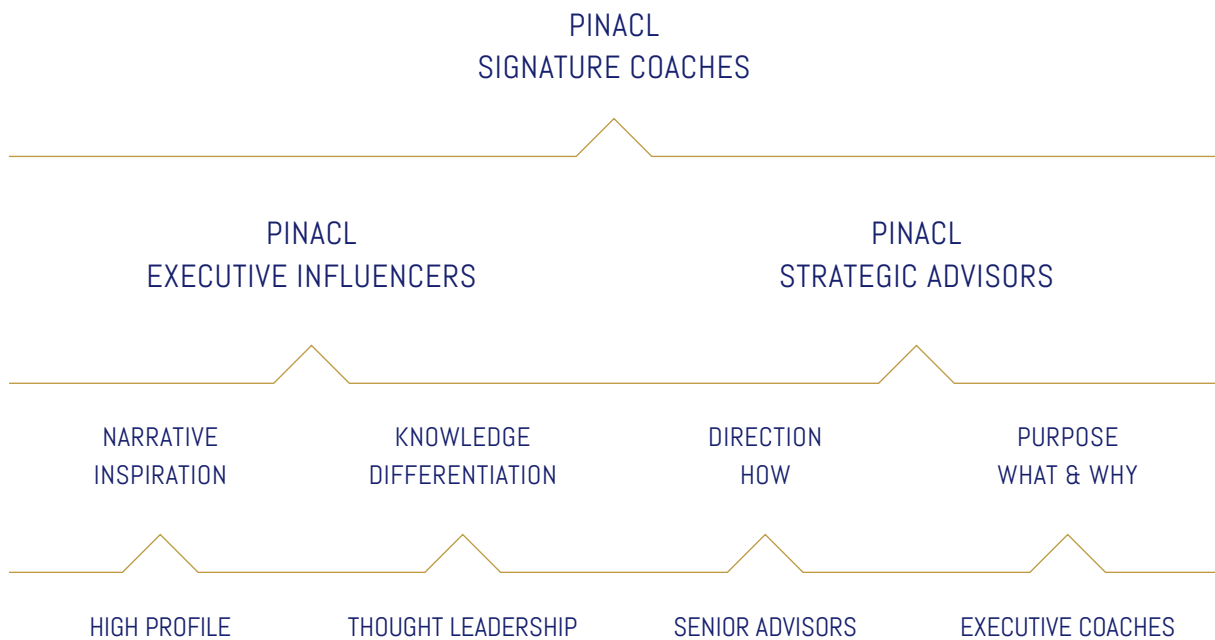 PINACL
SIGNATURE COACHES
PINACL
EXECUTIVE INFLUENCERS
PINACL
STRATEGIC ADVISORS
NARRATIVE
INSPIRATION
KNOWLEDGE
DIFFERENTIATION
DIRECTION
HOW
PURPOSE
WHAT & WHY
HIGH PROFILE
THOUGHT LEADERSHIP
SENIOR ADVISORS
EXECUTIVE COACHES